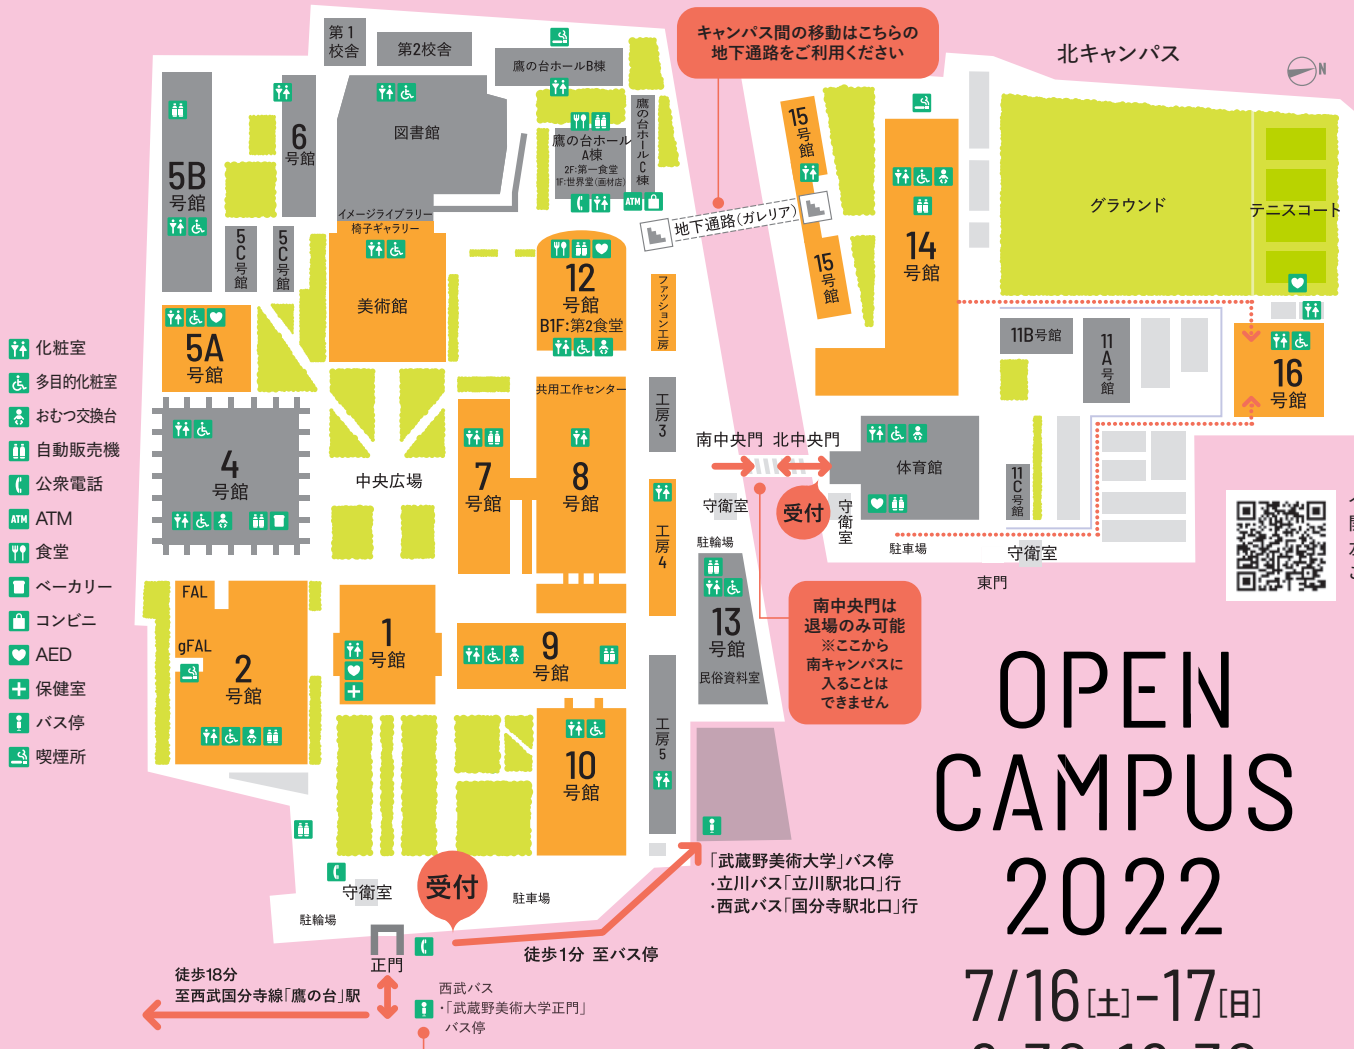 第1
校舎
第2校舎
鷹の台ホールB棟
キャンパス間の移動はこちらの
地下通路をご利用ください
北キャンパス
N
5B
号館
6
号館
図書館
鷹の台ホール
A棟
2F:第一食堂
1F:世界堂(画材店)
鷹の台ホールC棟
ATM
イメージライブラリー
椅子ギャラリー
美術館
5C号館
5C号館
地下通路(ガレリア)
15号館
15号館
14
号館
グラウンド
テニスコート
12
号館
B1F:第2食堂
ファッション工房
5A
号館
11B号館
11A号館
16
号館
化粧室
多目的化粧室
おむつ交換台
自動販売機
公衆電話
ATM ATM
食堂
ベーカリー
コンビニ
AED
保健室
バス停
喫煙所
4
号館
中央広場
7
号館
共用工作センター
8
号館
工房3
工房4
南中央門
北中央門
体育館
11C号館
守衛室
受付
守衛室
駐輪場
駐車場
守衛室
東門
FAL
gFAL
2
号館
1
号館
9
号館
10
号館
13
号館
民俗資料室
工房5
南中央門は
退場のみ可能
※ここから
南キャンパスに
入ることは
できません
「武蔵野美術大学」バス停
・立川バス「立川駅北口」行
・西武バス「国分寺駅北口」行
守衛室
受付
駐車場
駐輪場
正門
徒歩1分 至バス停
徒歩18分
至西武国分寺線「鷹の台」駅
西武バス
・「武蔵野美術大学正門」
バス停
OPEN
CAMPUS
2022
7/16[土]-17[日]